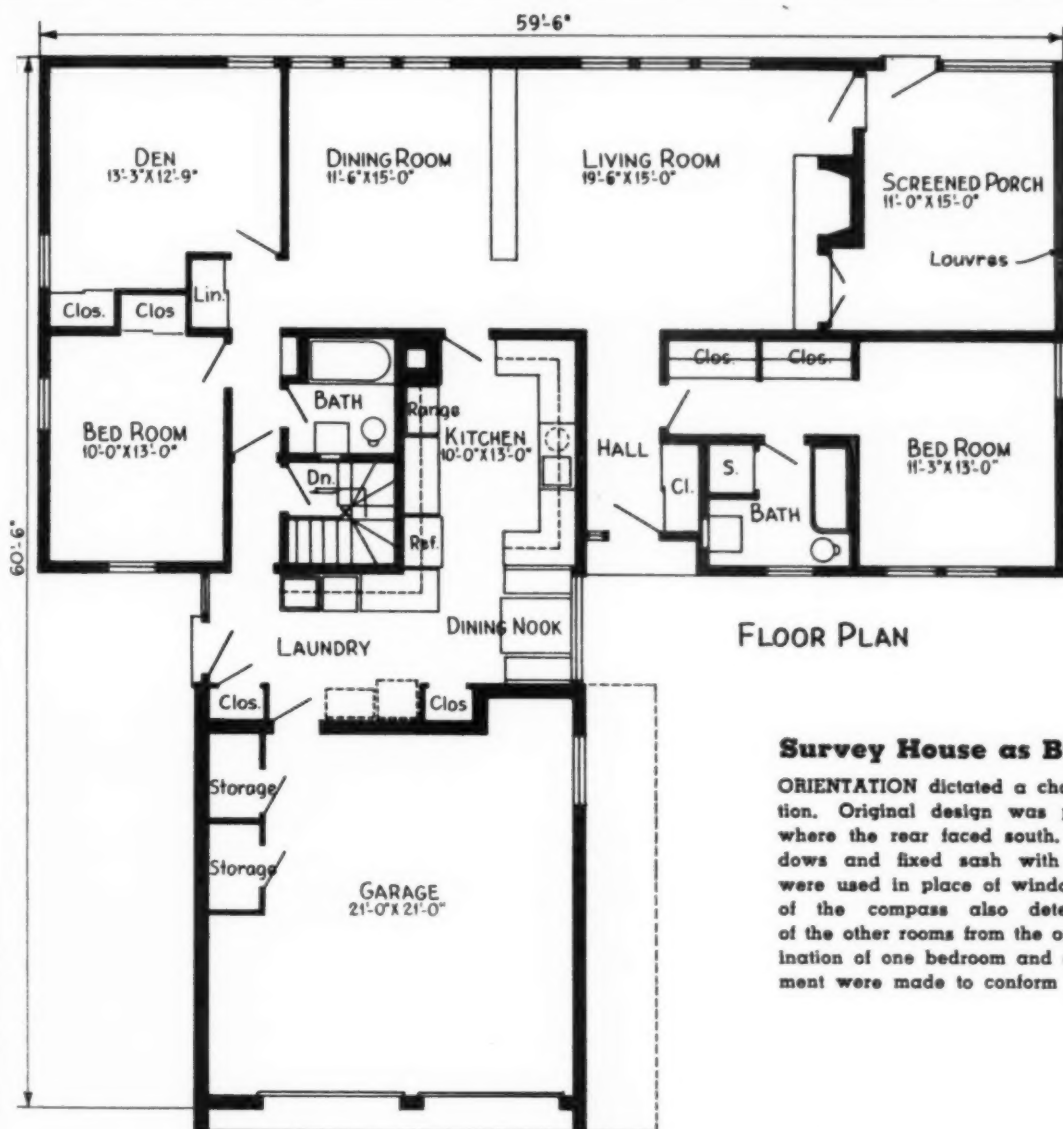 59'-6"
60'-6"
DEN
13'-3"X12'-9"
DINING ROOM
11'-6"X15'-0"
LIVING ROOM
19'-6"X15'-0"
SCREENED PORCH
11'-0"X15'-0"
Louvres
Clos.
Clos
Lin.
Clos.
Clos.
BED ROOM
10'-0"X13'-0"
BATH
Range
KITCHEN
10'-0"X13'-0"
HALL
BED ROOM
11'-3"X13'-0"
Dn.
Ref.
Cl.
S.
BATH
DINING NOOK
LAUNDRY
FLOOR PLAN
Clos.
Clos
Storage
Storage
GARAGE
21'-0"X21'-0"
Survey House as B
ORIENTATION dictated a
tion. Original design was
where the rear faced south.
dows and fixed sash with
were used in place of
of the compass also
of the other rooms from the
ination of one bedroom and
ment were made to conform